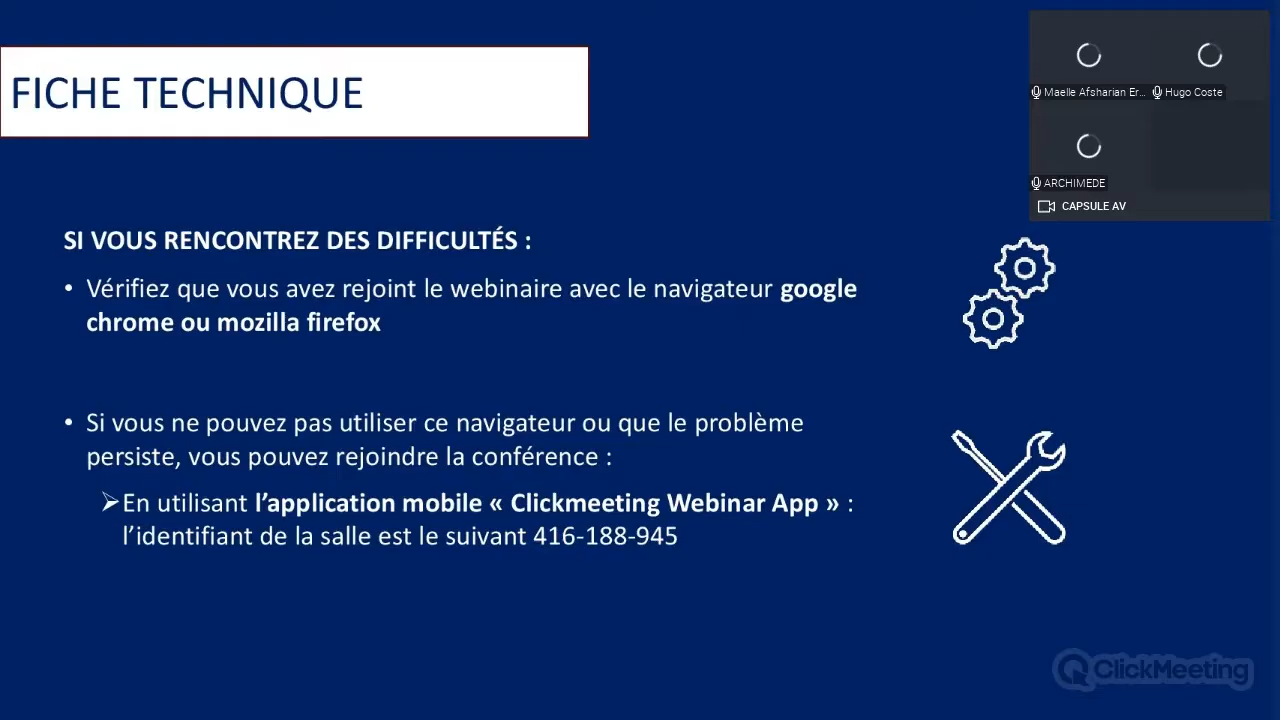 FICHE TECHNIQUE
Maelle Afsharian Er...
Hugo Coste
ARCHIMEDE
CAPSULE AV
SI VOUS RENCONTREZ DES DIFFICULTÉS :
• Vérifiez que vous avez rejoint le webinaire avec le navigateur google
chrome ou mozilla firefox
• Si vous ne pouvez pas utiliser ce navigateur ou que le problème
persiste, vous pouvez rejoindre la conférence :
➢En utilisant l’application mobile « Clickmeeting Webinar App » :
l’identifiant de la salle est le suivant 416-188-945
ClickMeeting